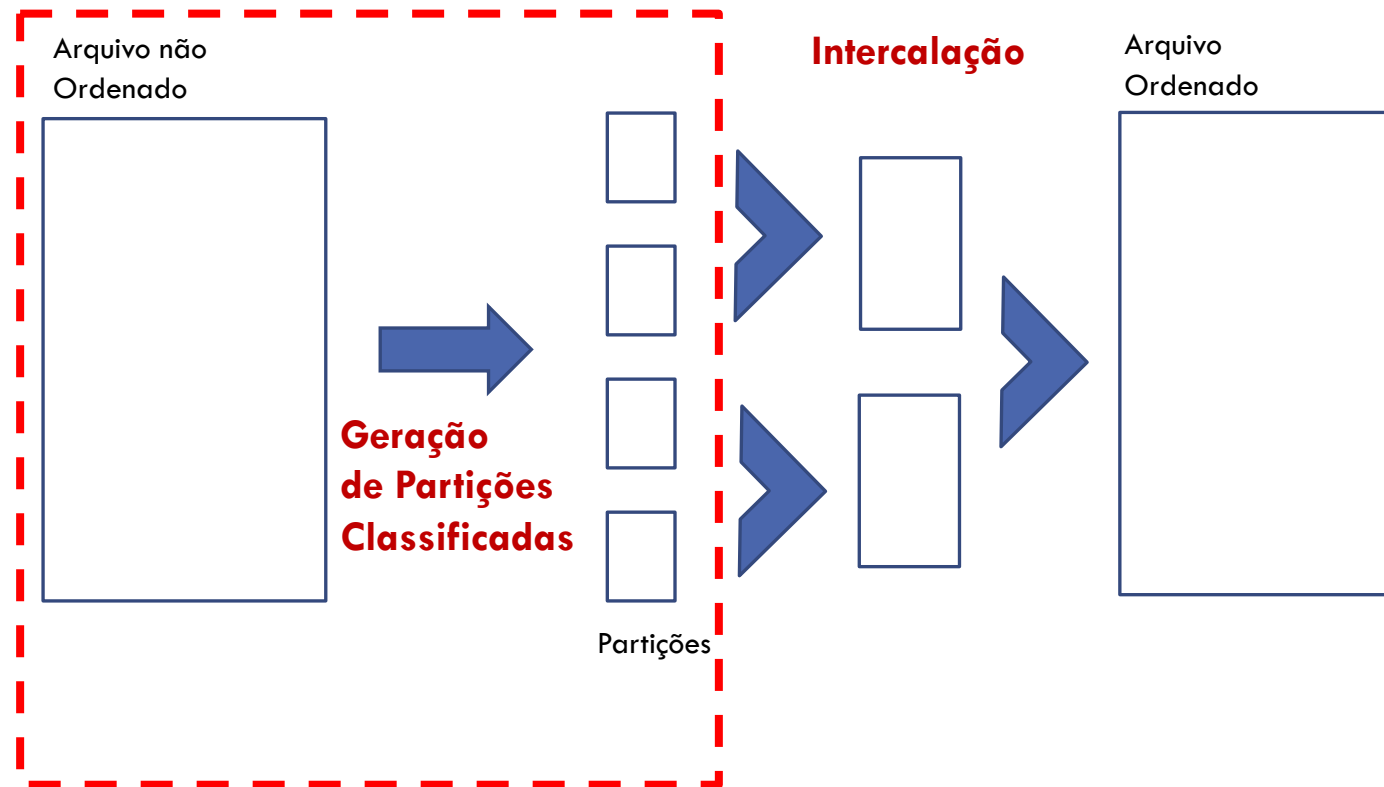 Arquivo não
Ordenado
Intercalação
Arquivo
Ordenado
Geração
de Partições
Classificadas
Partições